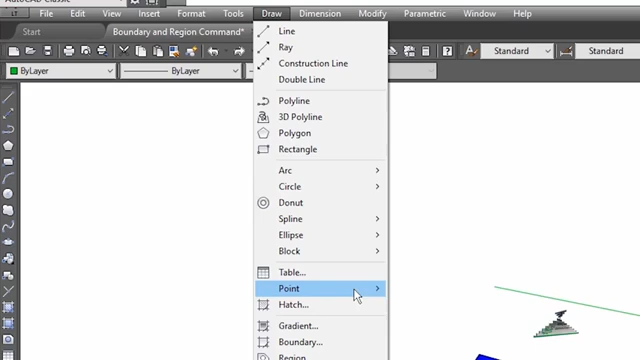 AutoCAD Classic
File Edit View Insert Format Tools Draw Dimension Modify Parametric Window Help
Start Boundary and Region Command*
Standard Standard
ByLayer ByLayer
Line
Ray
Construction Line
Double Line
Polyline
3D Polyline
Polygon
Rectangle
Arc
Circle
Donut
Spline
Ellipse
Block
Table...
Point
Hatch...
Gradient...
Boundary...
Region